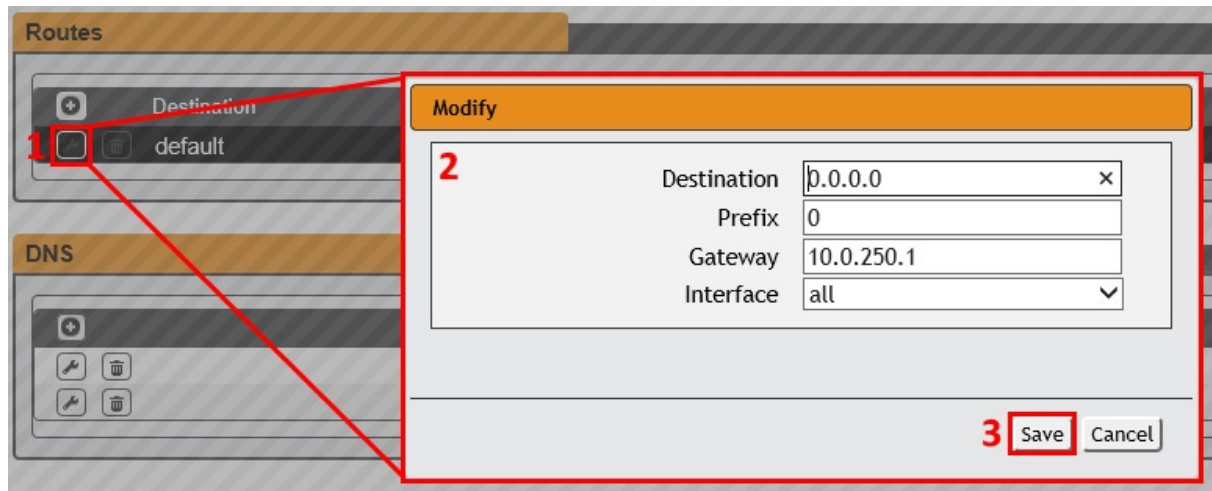 Routes
Destination
1 default
DNS
Modify
2
Destination 0.0.0.0 ×
Prefix 0
Gateway 10.0.250.1
Interface all
3 Save Cancel